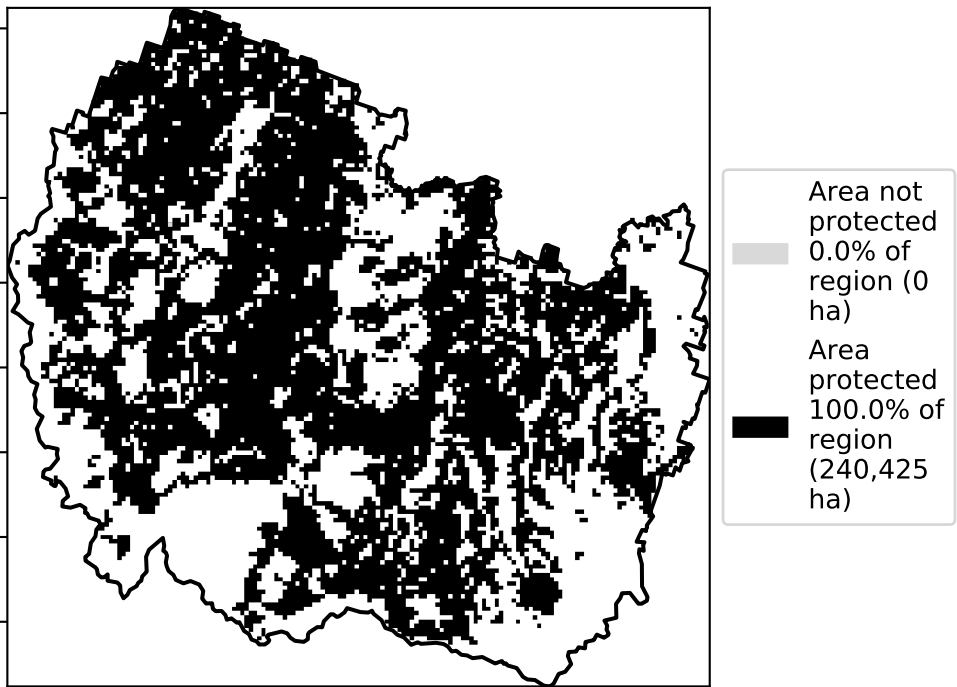 Area not
protected
0.0% of
region (0
ha)
Area
protected
100.0% of
region
(240,425
ha)